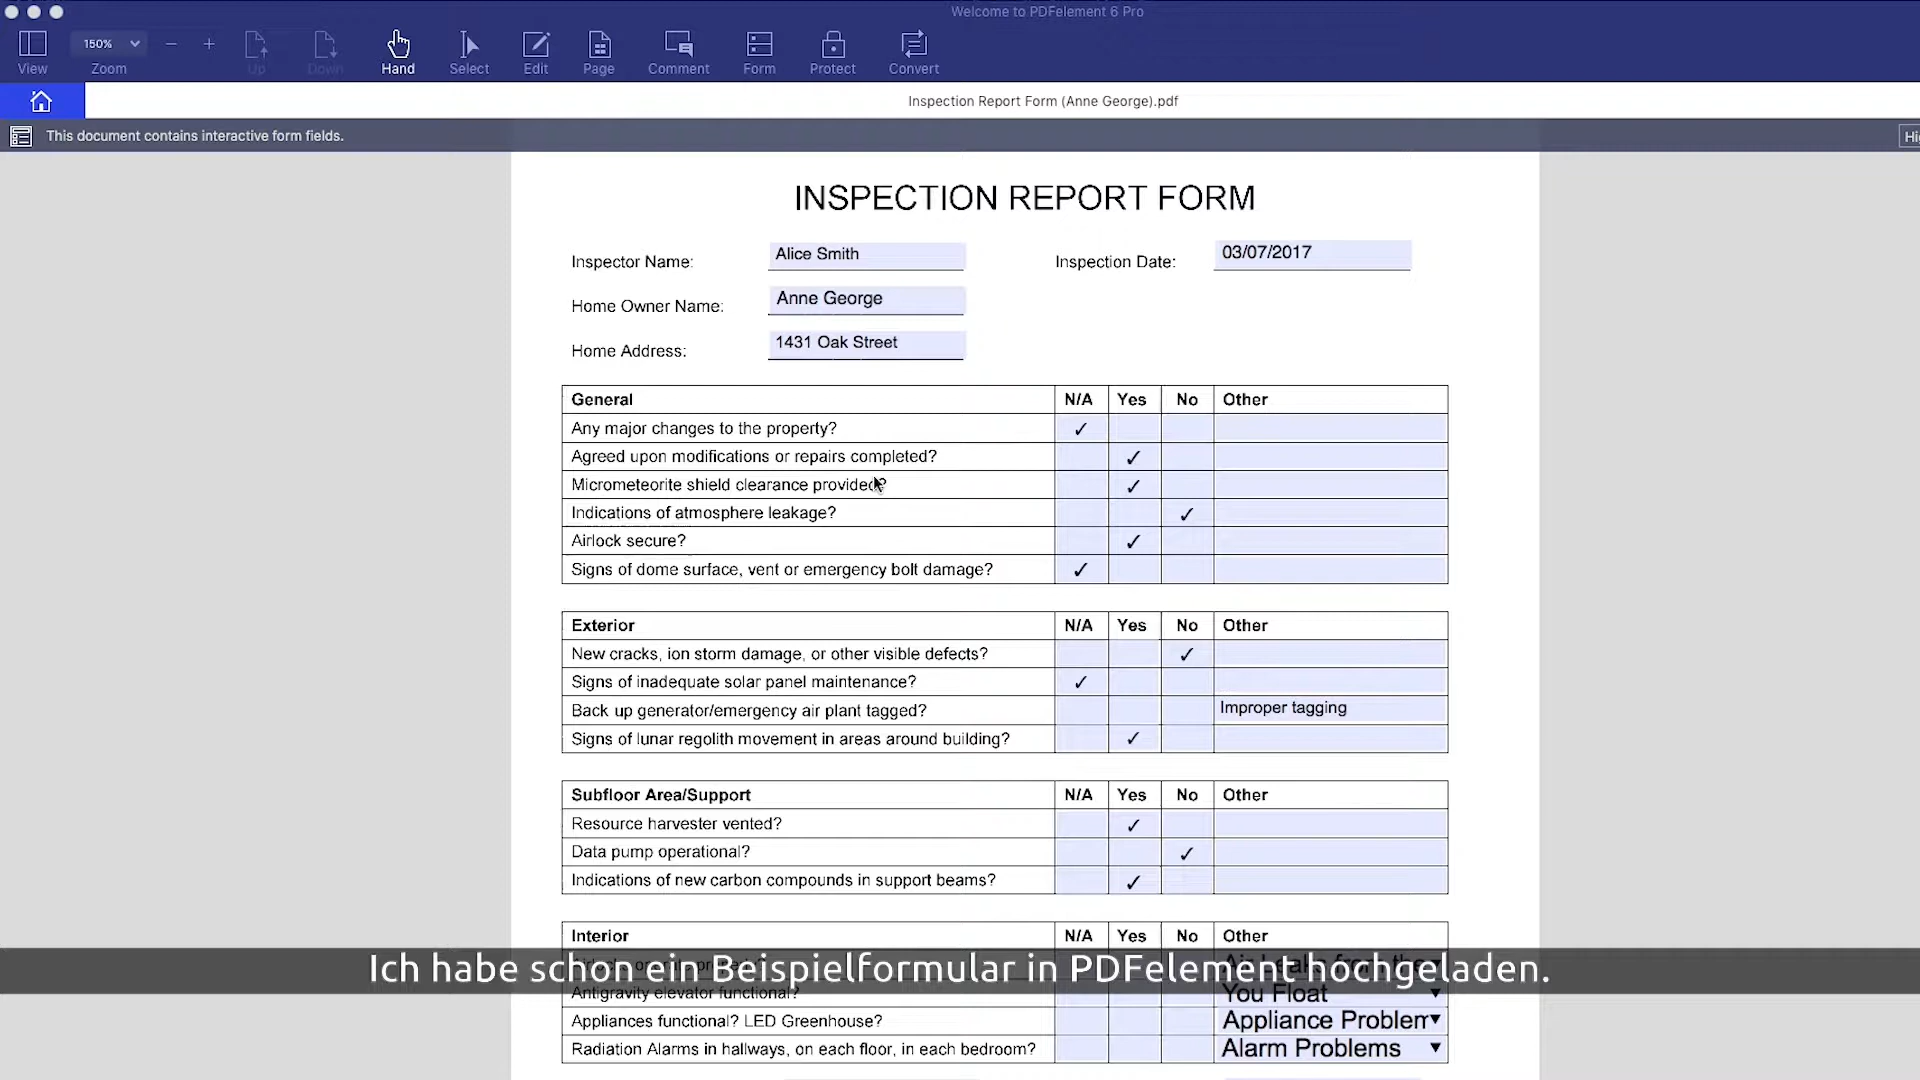 Welcome to PDFelement 6 Pro
150%
View Zoom Up Down Hand Select Edit Page Comment Form Protect Convert
Inspection Report Form (Anne George).pdf
This document contains interactive form fields.
INSPECTION REPORT FORM
Inspector Name: Alice Smith Inspection Date: 03/07/2017
Home Owner Name: Anne George
Home Address: 1431 Oak Street
General N/A Yes No Other
Any major changes to the property? ✓
Agreed upon modifications or repairs completed? ✓
Micrometeorite shield clearance provided? ✓
Indications of atmosphere leakage? ✓
Airlock secure? ✓
Signs of dome surface, vent or emergency bolt damage? ✓
Exterior N/A Yes No Other
New cracks, ion storm damage, or other visible defects? ✓
Signs of inadequate solar panel maintenance? ✓
Back up generator/emergency air plant tagged? Improper tagging
Signs of lunar regolith movement in areas around building? ✓
Subfloor Area/Support N/A Yes No Other
Resource harvester vented? ✓
Data pump operational? ✓
Indications of new carbon compounds in support beams? ✓
Interior N/A Yes No Other
Ich habe schon ein Beispielformular in PDFelement hochgeladen.
Air Leaks from the
Antigravity elevator functional? You Float
Appliances functional? LED Greenhouse? Appliance Problem
Radiation Alarms in hallways, on each floor, in each bedroom? Alarm Problems